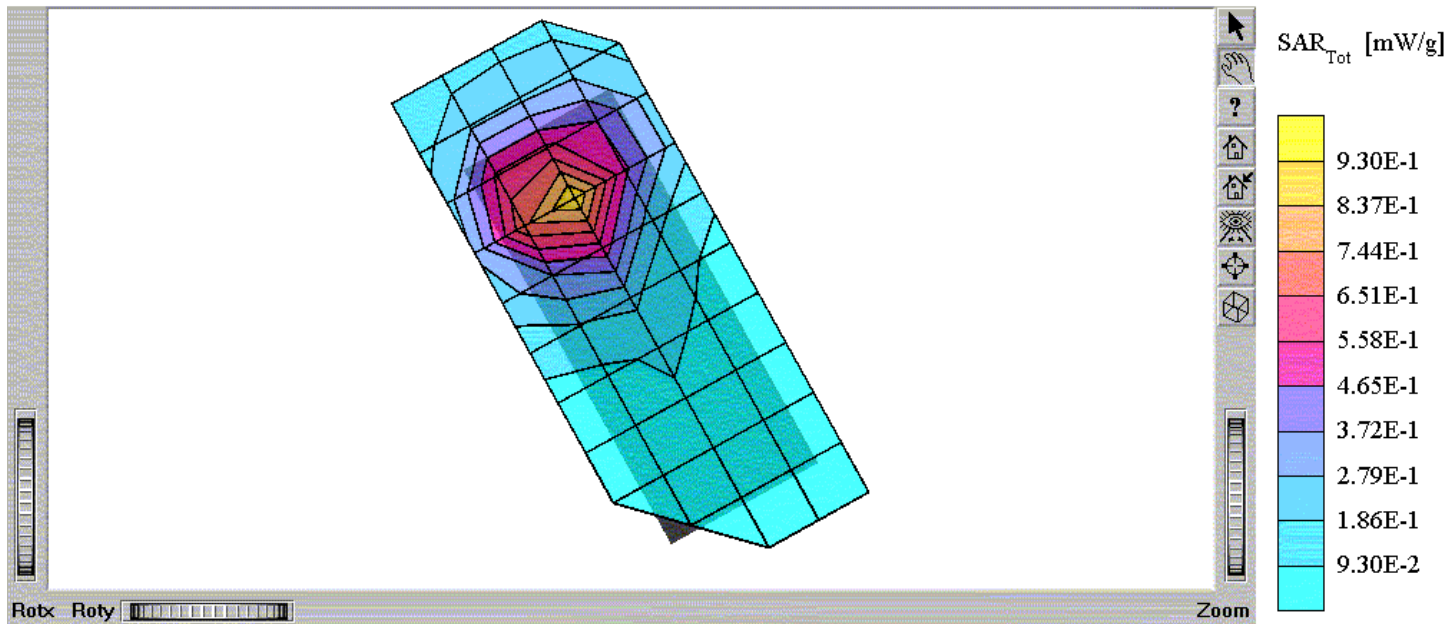 SAR_Tot [mW/g]
?
9.30E-1
8.37E-1
7.44E-1
6.51E-1
5.58E-1
4.65E-1
3.72E-1
2.79E-1
1.86E-1
9.30E-2
Rotx Roty Zoom